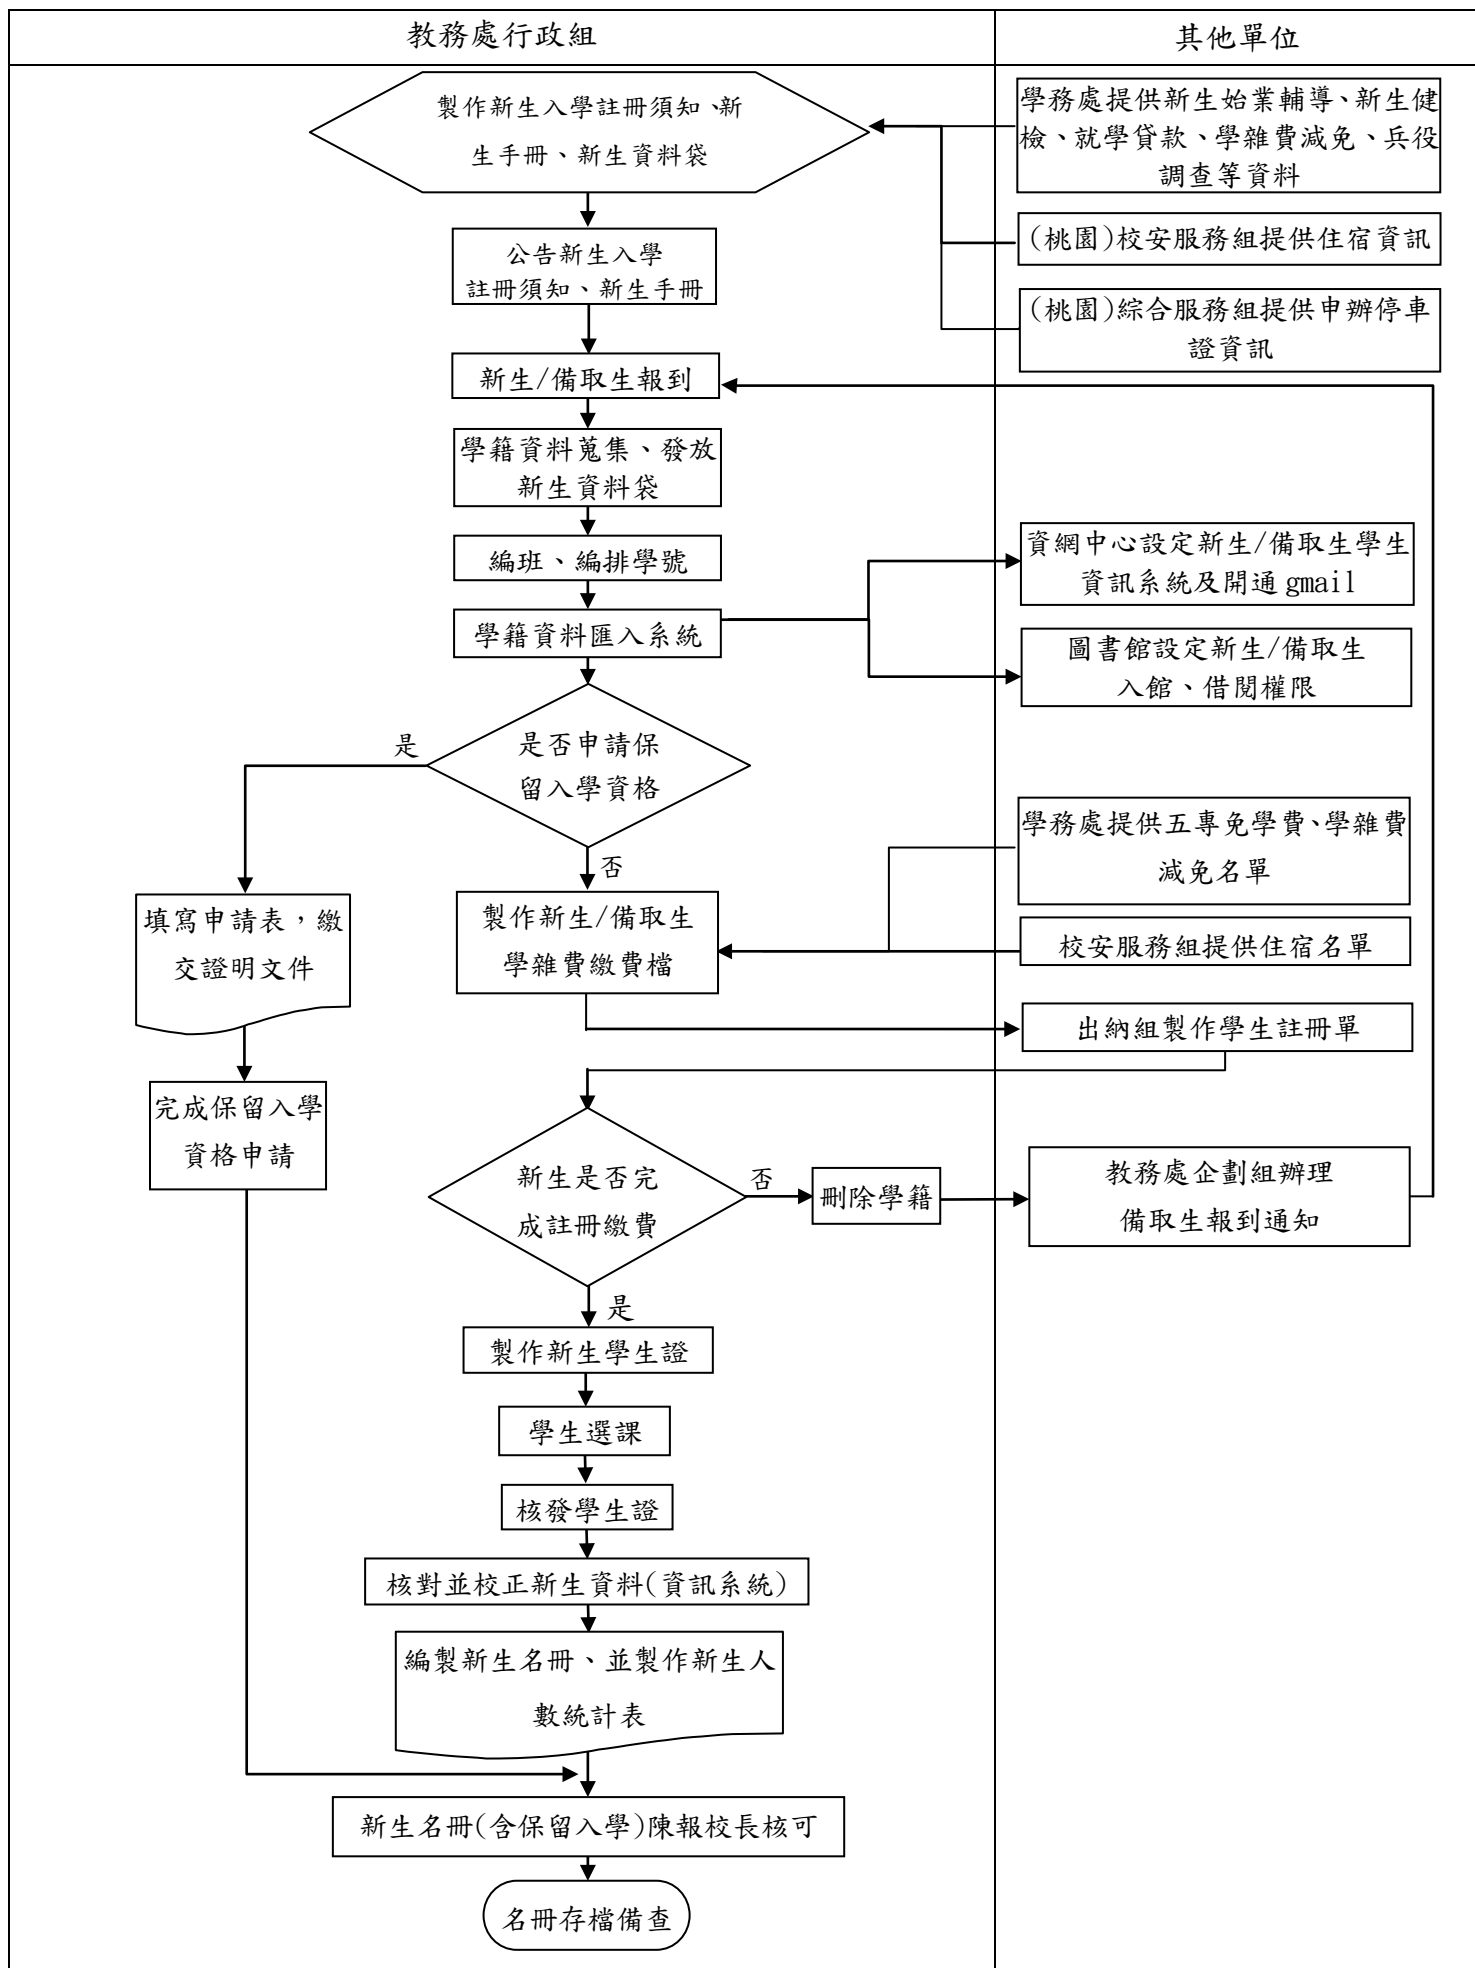 教務處行政組
其他單位
製作新生入學註冊須知、新
生手冊、新生資料袋
學務處提供新生始業輔導、新生健
檢、就學貸款、學雜費減免、兵役
調查等資料
(桃園)校安服務組提供住宿資訊
公告新生入學
註冊須知、新生手冊
(桃園)綜合服務組提供申辦停車
證資訊
新生/備取生報到
學籍資料蒐集、發放
新生資料袋
編班、編排學號
資網中心設定新生/備取生學生
資訊系統及開通 gmail
學籍資料匯入系統
圖書館設定新生/備取生
入館、借閱權限
是
是否申請保
留入學資格
否
學務處提供五專免學費、學雜費
減免名單
填寫申請表,繳
交證明文件
製作新生/備取生
學雜費繳費檔
校安服務組提供住宿名單
出納組製作學生註冊單
完成保留入學
資格申請
新生是否完
成註冊繳費
否
刪除學籍
教務處企劃組辦理
備取生報到通知
是
製作新生學生證
學生選課
核發學生證
核對並校正新生資料(資訊系統)
編製新生名冊、並製作新生人
數統計表
新生名冊(含保留入學)陳報校長核可
名冊存檔備查